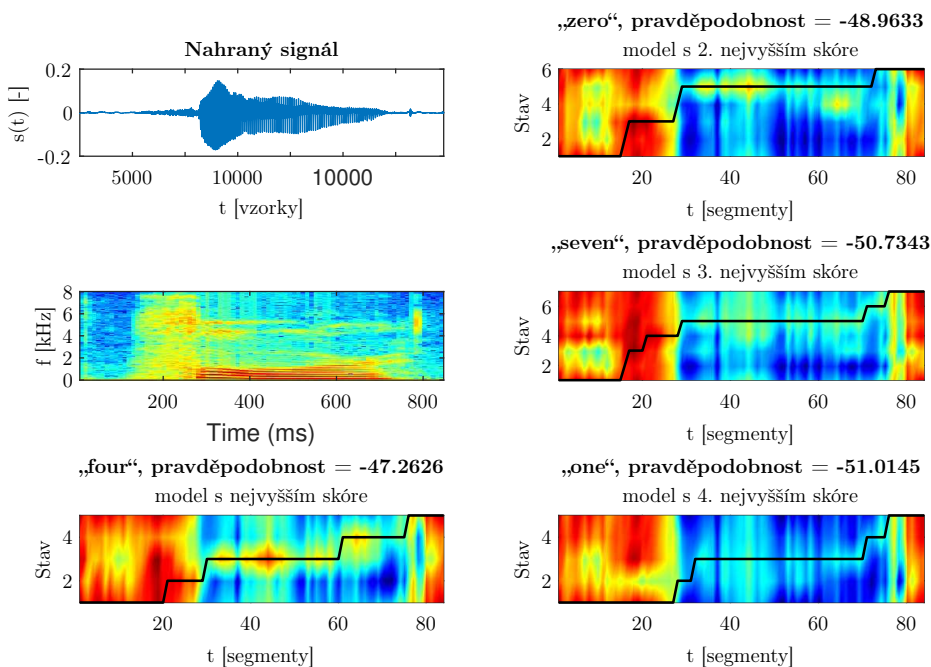 Nahraný signál
0.2
0
-0.2
s(t) [-]
5000 10000 10000
t [vzorky]
„zero“, pravděpodobnost = -48.9633
model s 2. nejvyšším skóre
6
4
2
Stav
20 40 60 80
t [segmenty]
8
6
4
2
0
f [kHz]
200 400 600 800
Time (ms)
„seven“, pravděpodobnost = -50.7343
model s 3. nejvyšším skóre
6
4
2
Stav
20 40 60 80
t [segmenty]
„four“, pravděpodobnost = -47.2626
model s nejvyšším skóre
4
2
Stav
20 40 60 80
t [segmenty]
„one“, pravděpodobnost = -51.0145
model s 4. nejvyšším skóre
4
2
Stav
20 40 60 80
t [segmenty]